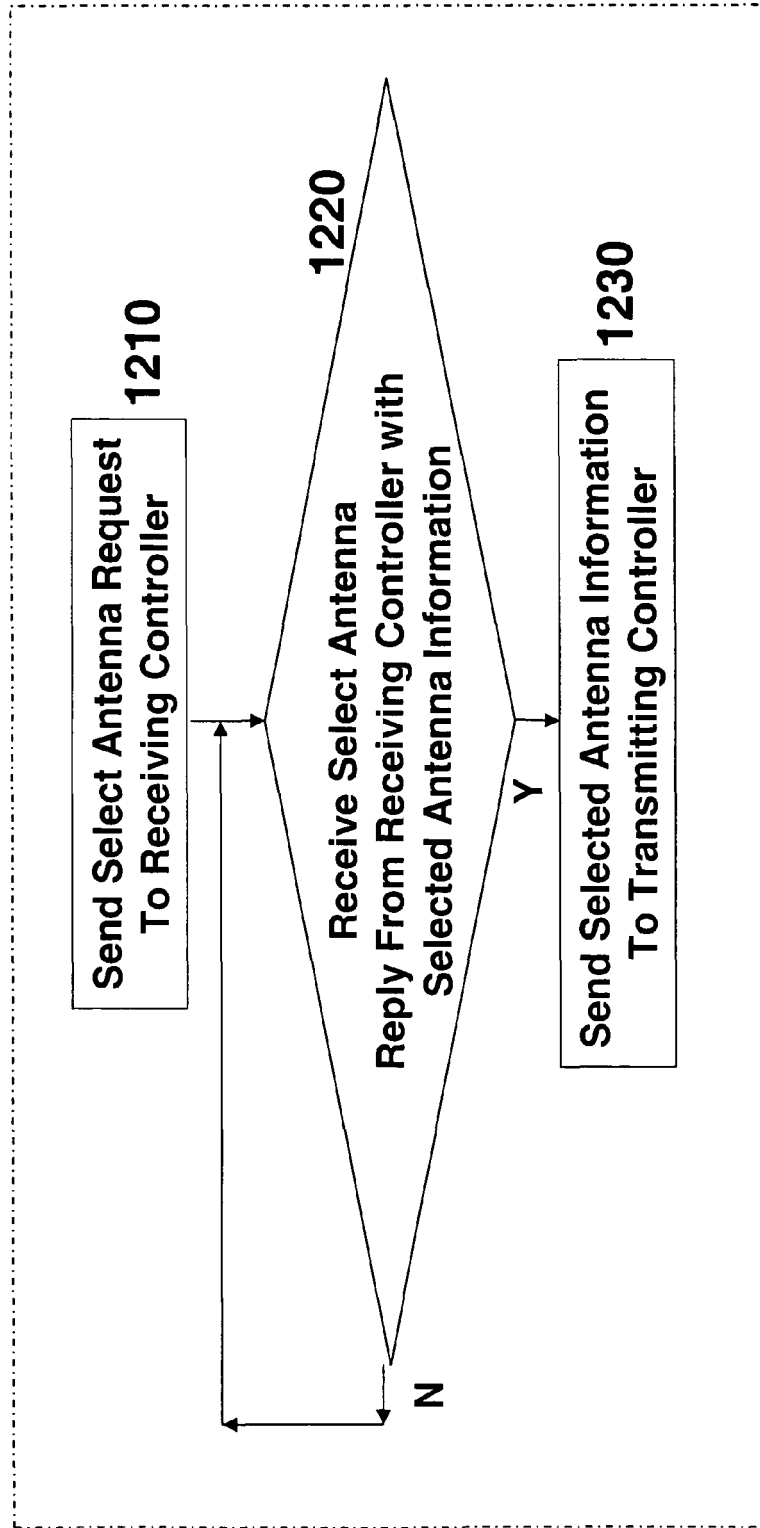 Send Select Antenna Request
To Receiving Controller
1210
1220
Receive Select Antenna
Reply From Receiving Controller with
Selected Antenna Information
N
Y
1230
Send Selected Antenna Information
To Transmitting Controller